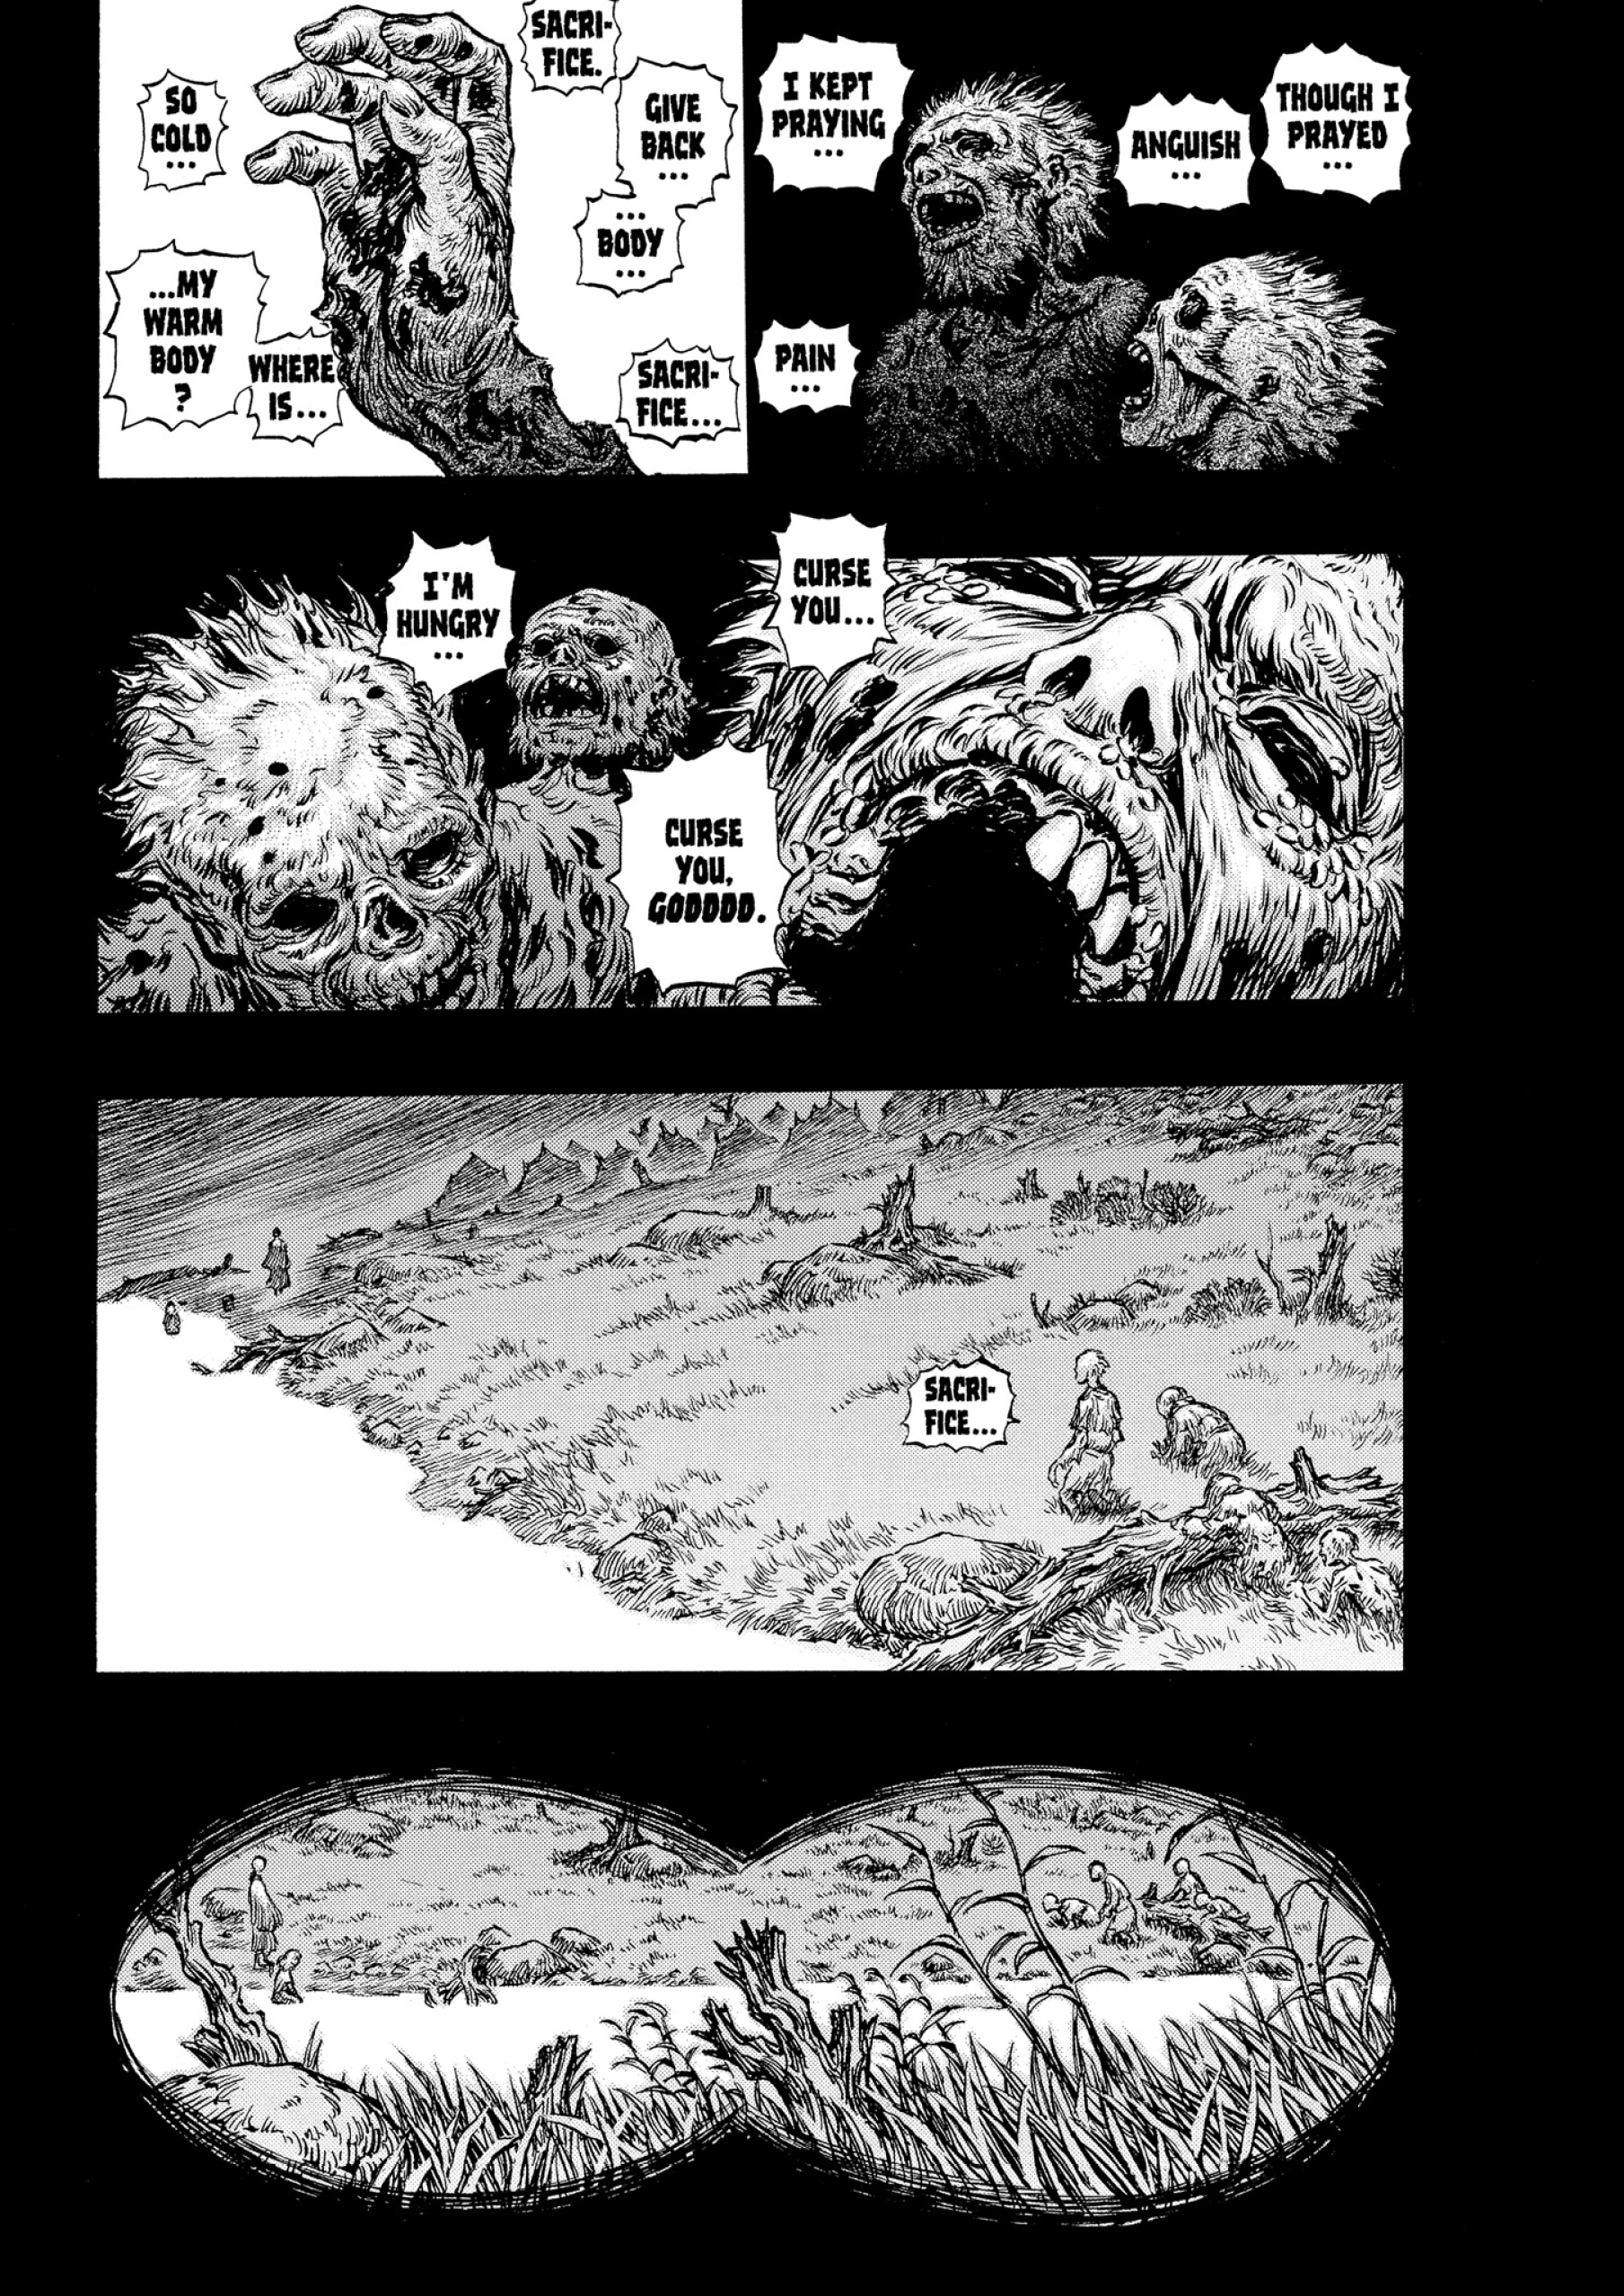 THOUGH I
PRAYED
...
ANGUISH
...
I KEPT
PRAYING
...
PAIN
...
SACRI-
FICE.
GIVE
BACK
...
...
BODY
...
SACRI-
FICE...
SO
COLD
...
WHERE
IS...
...MY
WARM
BODY
?
CURSE
YOU...
CURSE
YOU,
GODDDD.
I'M
HUNGRY
...
SACRI-
FICE...